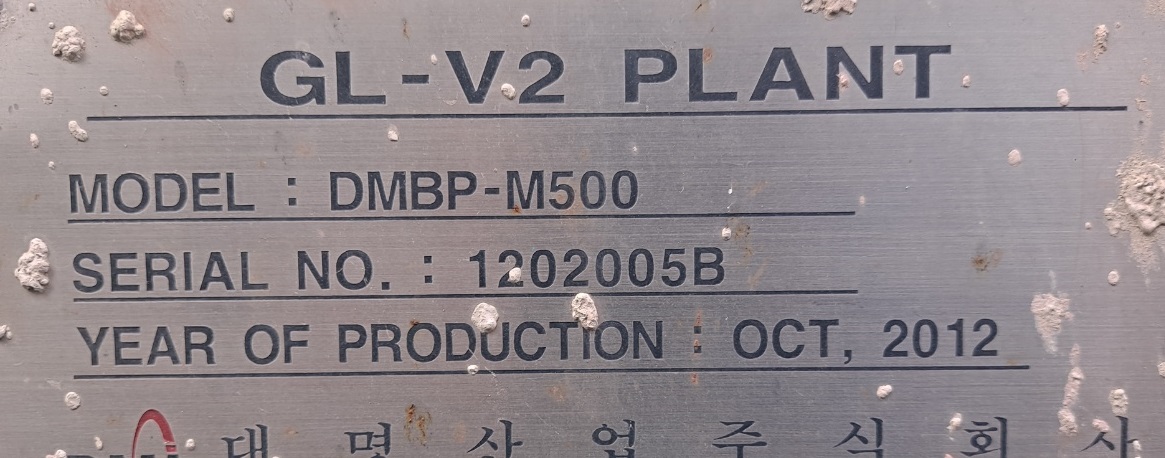 GL-V2 PLANT
MODEL : DMBP-M500
SERIAL NO. : 1202005B
YEAR OF PRODUCTION : OCT, 2012
대명상업주식회사